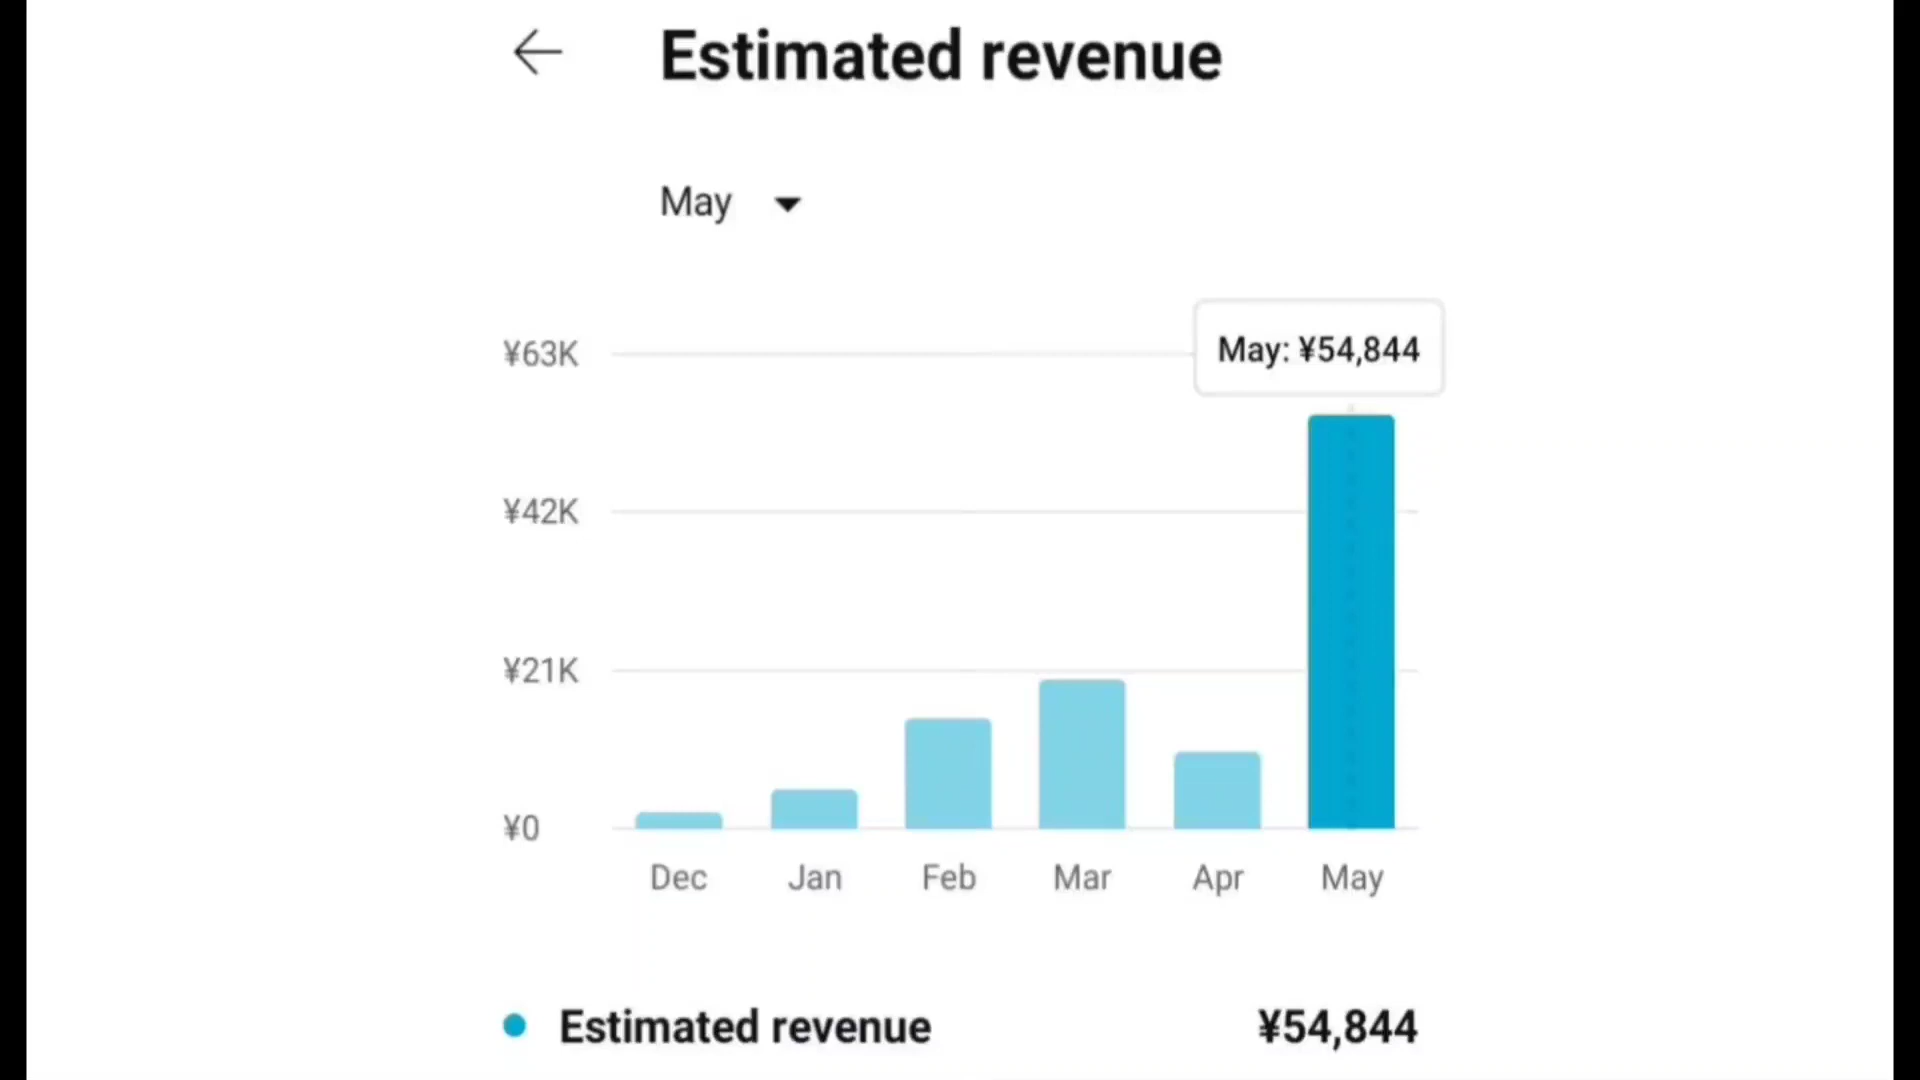 Estimated revenue
May
¥63K
May: ¥54,844
¥42K
¥21K
¥0
Dec Jan Feb Mar Apr May
Estimated revenue ¥54,844